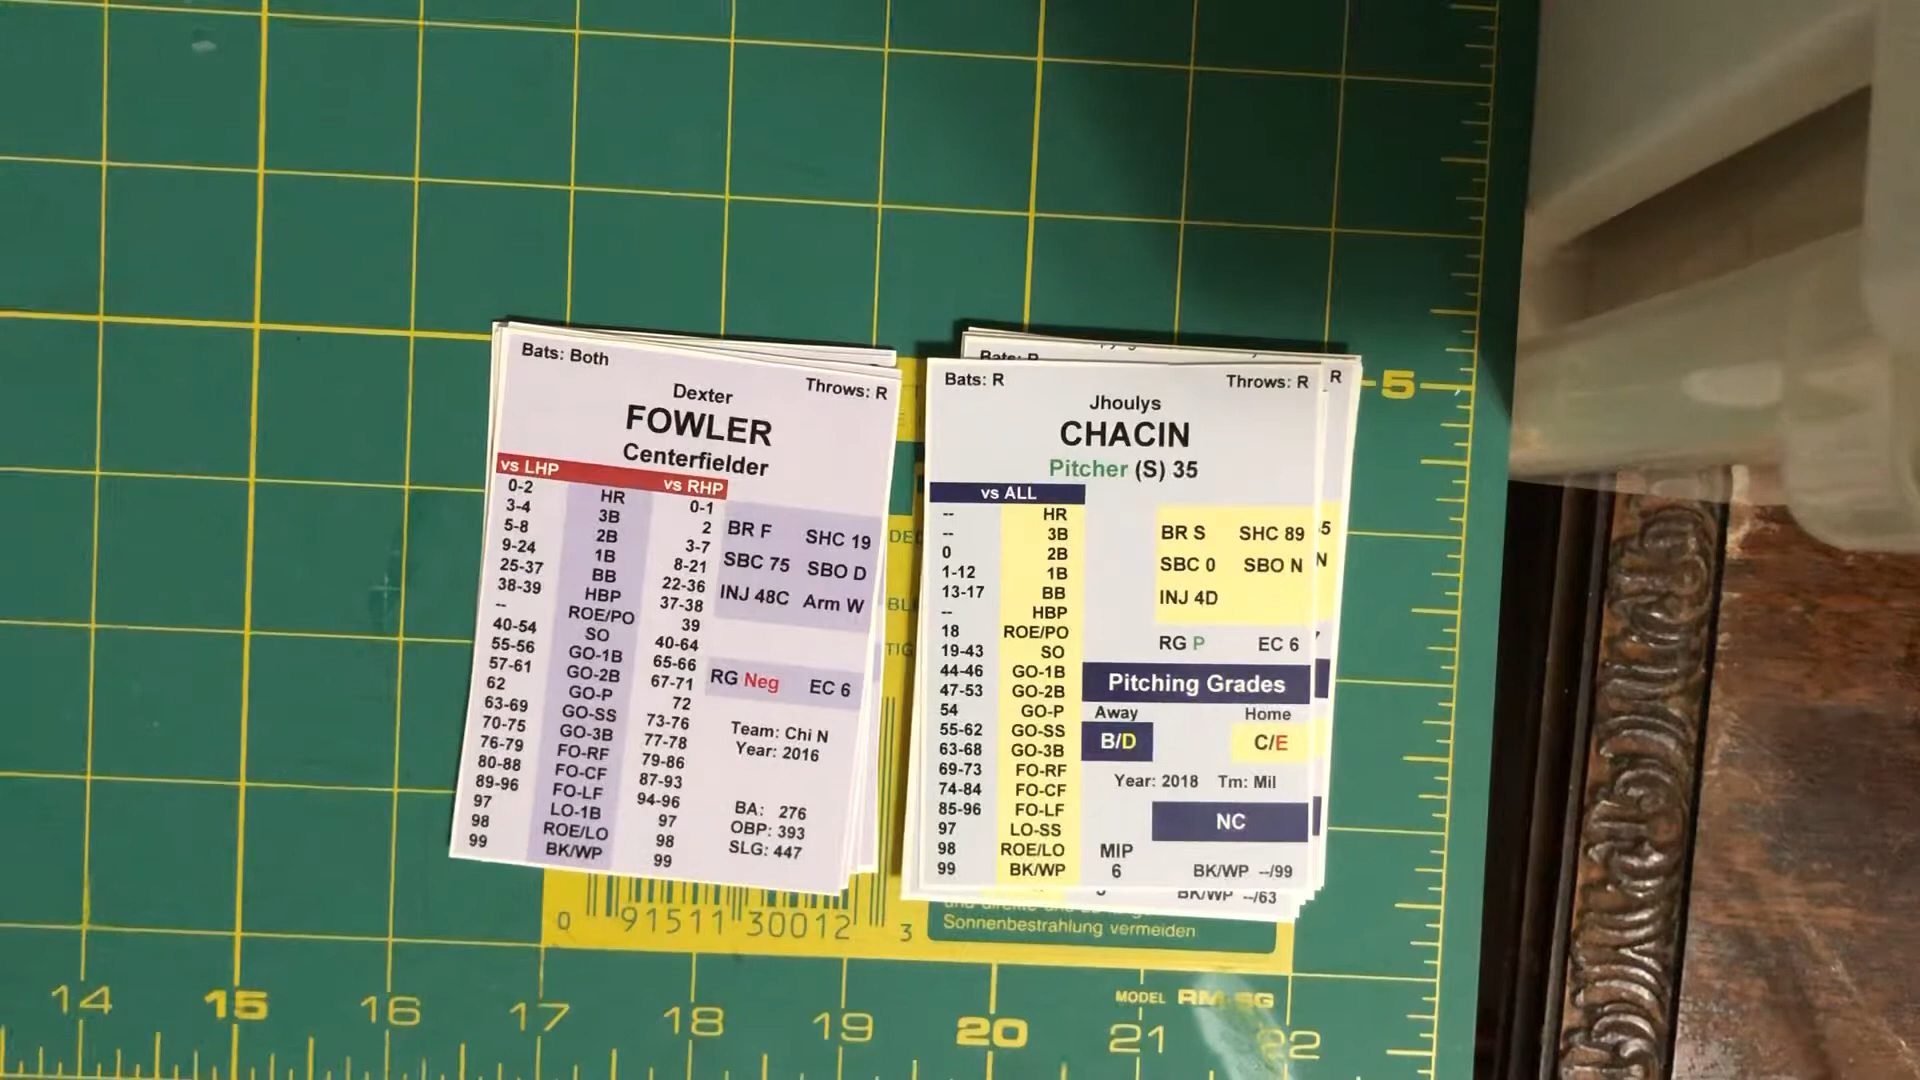 Bats: Both
Throws: R
Dexter
FOWLER
Centerfielder
vs LHP vs RHP
0-2 HR 0-1
3-4 3B 2
5-8 2B 3-7
9-24 1B 8-21
25-37 BB 22-36
38-39 HBP 37-38
-- ROE/PO 39
40-54 SO 40-64
55-56 GO-1B 65-66
57-61 GO-2B 67-71
62 GO-P 72
63-69 GO-SS 73-76
70-75 GO-3B 77-78
76-79 FO-RF 79-86
80-88 FO-CF 87-93
89-96 FO-LF 94-96
97 LO-1B 97
98 ROE/LO 98
99 BK/WP 99
BR F SHC 19
SBC 75 SBO D
INJ 48C Arm W
RG Neg EC 6
Team: Chi N
Year: 2016
BA: 276
OBP: 393
SLG: 447
Bats: R
R
Bats: R Throws: R
Jhoulys
CHACIN
Pitcher (S) 35
vs ALL
-- HR
-- 3B
0 2B
1-12 1B
13-17 BB
-- HBP
18 ROE/PO
19-43 SO
44-46 GO-1B
47-53 GO-2B
54 GO-P
55-62 GO-SS
63-68 GO-3B
69-73 FO-RF
74-84 FO-CF
85-96 FO-LF
97 LO-SS
98 ROE/LO
99 BK/WP
BR S SHC 89
SBC 0 SBO N
INJ 4D
RG P EC 6
Pitching Grades
Away Home
B/D C/E
Year: 2018 Tm: Mil
NC
MIP
6
BK/WP --/99
BK/WP --/63
5
0 91511 30012 3
Sonnenbestrahlung vermeiden
MODEL RM-SG
14 15 16 17 18 19 20 21 22